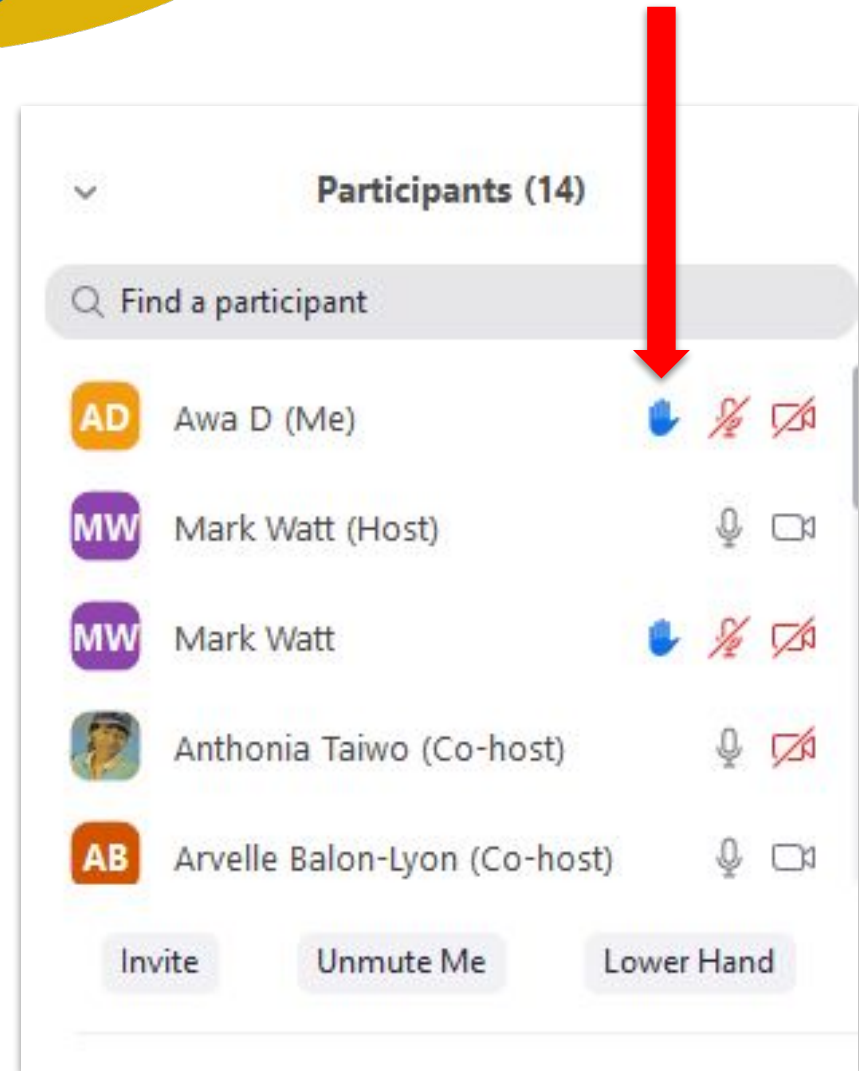 Participants (14)
Find a participant
AD Awa D (Me)
MW Mark Watt (Host)
MW Mark Watt
Anthonia Taiwo (Co-host)
AB Arvelle Balon-Lyon (Co-host)
Invite Unmute Me Lower Hand